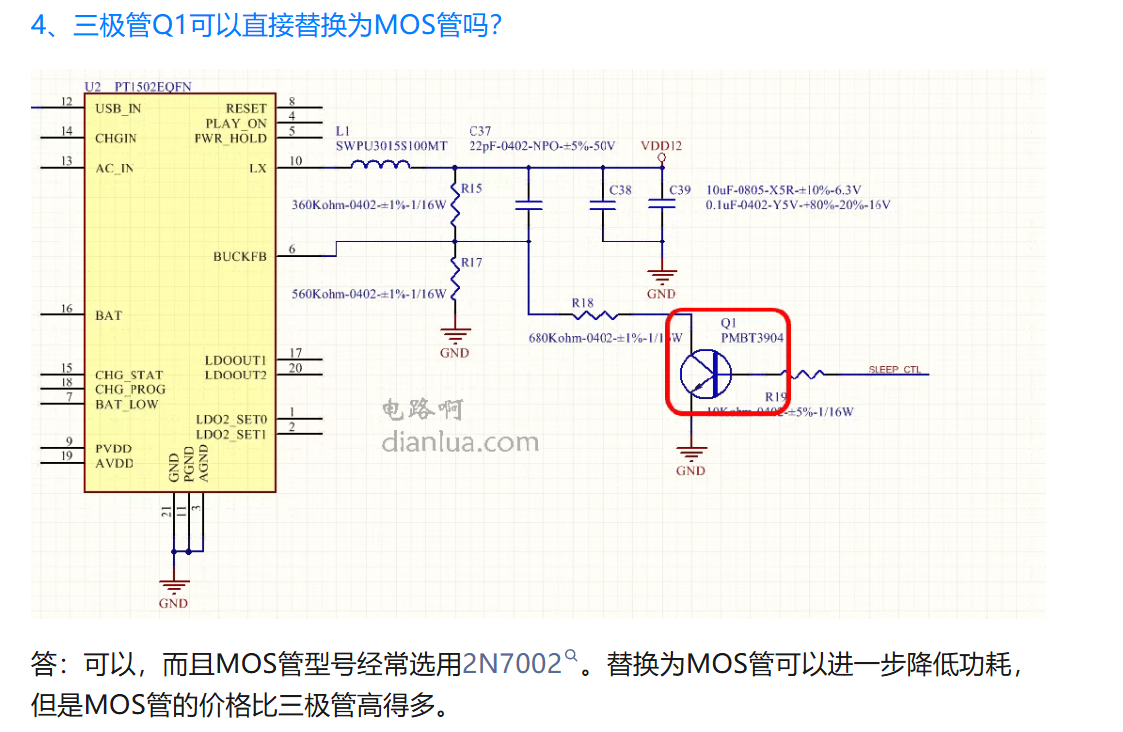 4、三极管Q1可以直接替换为MOS管吗？
U2 PT1502EQFN
12 USB_IN
14 CHGIN
13 AC_IN
16 BAT
15 CHG_STAT
18 CHG_PROG
7 BAT_LOW
9 PVDD
19 AVDD
RESET 8
PLAY_ON 4
PWR_HOLD 5
LX 10
BUCKFB 6
LDOOUT1 17
LDOOUT2 20
LDO2_SET0 1
LDO2_SET1 2
GND PGND AGND
21 11 3
GND
L1
SWPU3015S100MT
C37
22pF-0402-NPO-±5%-50V
VDD12
R15
360Kohm-0402-±1%-1/16W
C38
C39
10uF-0805-X5R-±10%-6.3V
0.1uF-0402-Y5V-+80%-20%-16V
R17
560Kohm-0402-±1%-1/16W
GND
GND
R18
680Kohm-0402-±1%-1/16W
Q1
PMBT3904
SLEEP_CTL
R19
10Kohm-0402-±5%-1/16W
GND
电路啊
dianlua.com
答：可以，而且MOS管型号经常选用2N7002。替换为MOS管可以进一步降低功耗，
但是MOS管的价格比三极管高得多。